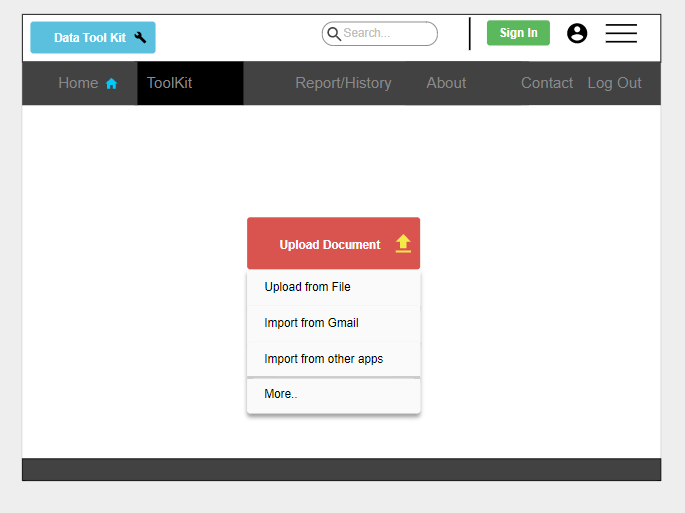 Data Tool Kit
Search...
Sign In
Home
ToolKit
Report/History
About
Contact
Log Out
Upload Document
Upload from File
Import from Gmail
Import from other apps
More..